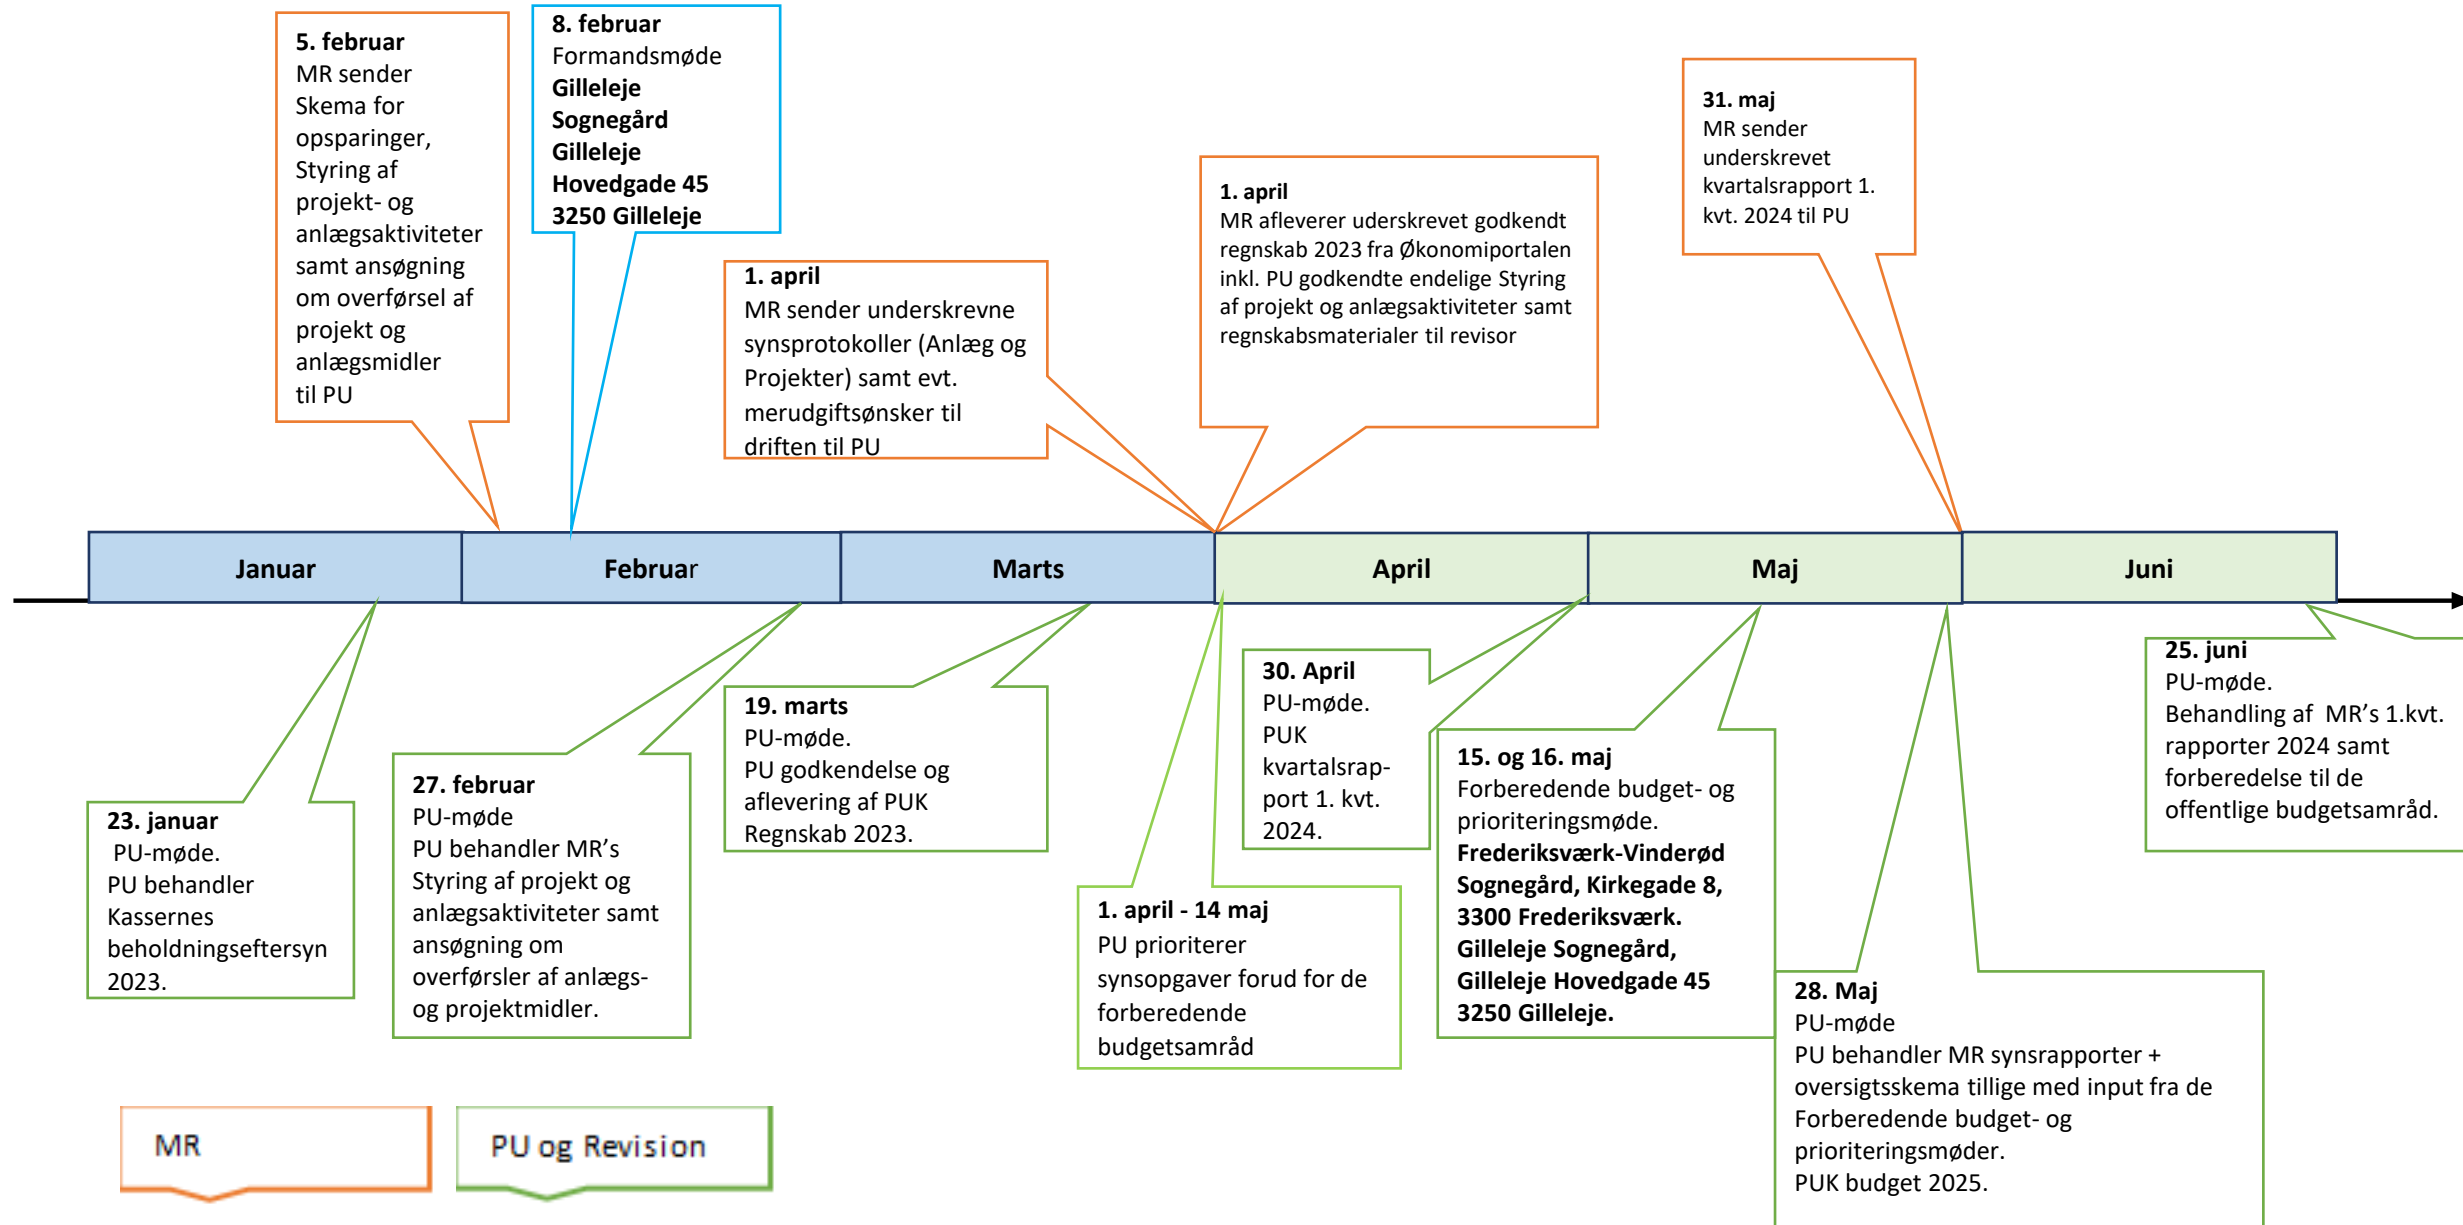 5. februar
MR sender
Skema for
opsparinger,
Styring af
projekt- og
anlægsaktiviteter
samt ansøgning
om overførsel af
projekt og
anlægsmidler
til PU
8. februar
Formandsmøde
Gilleleje
Sognegård
Gilleleje
Hovedgade 45
3250 Gilleleje
1. april
MR sender underskrevne
synsprotokoller (Anlæg og
Projekter) samt evt.
merudgiftsønsker til
driften til PU
1. april
MR afleverer uderskrevet godkendt
regnskab 2023 fra Økonomiportalen
inkl. PU godkendte endelige Styring
af projekt og anlægsaktiviteter samt
regnskabsmaterialer til revisor
31. maj
MR sender
underskrevet
kvartalsrapport 1.
kvt. 2024 til PU
Januar
Februar
Marts
April
Maj
Juni
23. januar
PU-møde.
PU behandler
Kassernes
beholdningseftersyn
2023.
27. februar
PU-møde
PU behandler MR's
Styring af projekt og
anlægsaktiviteter samt
ansøgning om
overførsler af anlægs-
og projektmidler.
19. marts
PU-møde.
PU godkendelse og
aflevering af PUK
Regnskab 2023.
1. april - 14 maj
PU prioriterer
synsopgaver forud for de
forberedende
budgetsamråd
30. April
PU-møde.
PUK
kvartalsrap-
port 1. kvt.
2024.
15. og 16. maj
Forberedende budget- og
prioriteringsmøde.
Frederiksværk-Vinderød
Sognegård, Kirkegade 8,
3300 Frederiksværk.
Gilleleje Sognegård,
Gilleleje Hovedgade 45
3250 Gilleleje.
28. Maj
PU-møde
PU behandler MR synsrapporter +
oversigtsskema tillige med input fra de
Forberedende budget- og
prioriteringsmøder.
PUK budget 2025.
25. juni
PU-møde.
Behandling af  MR's 1.kvt.
rapporter 2024 samt
forberedelse til de
offentlige budgetsamråd.
MR
PU og Revision